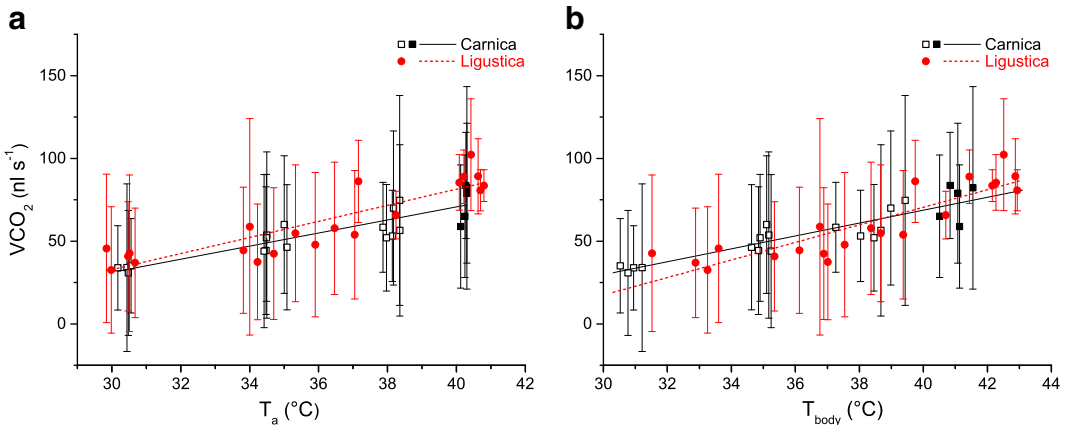 a
b
Carnica
Ligustica
150
100
50
0
VCO2 (nl s-1)
30 32 34 36 38 40 42
Ta (°C)
Carnica
Ligustica
150
100
50
0
30 32 34 36 38 40 42 44
Tbody (°C)